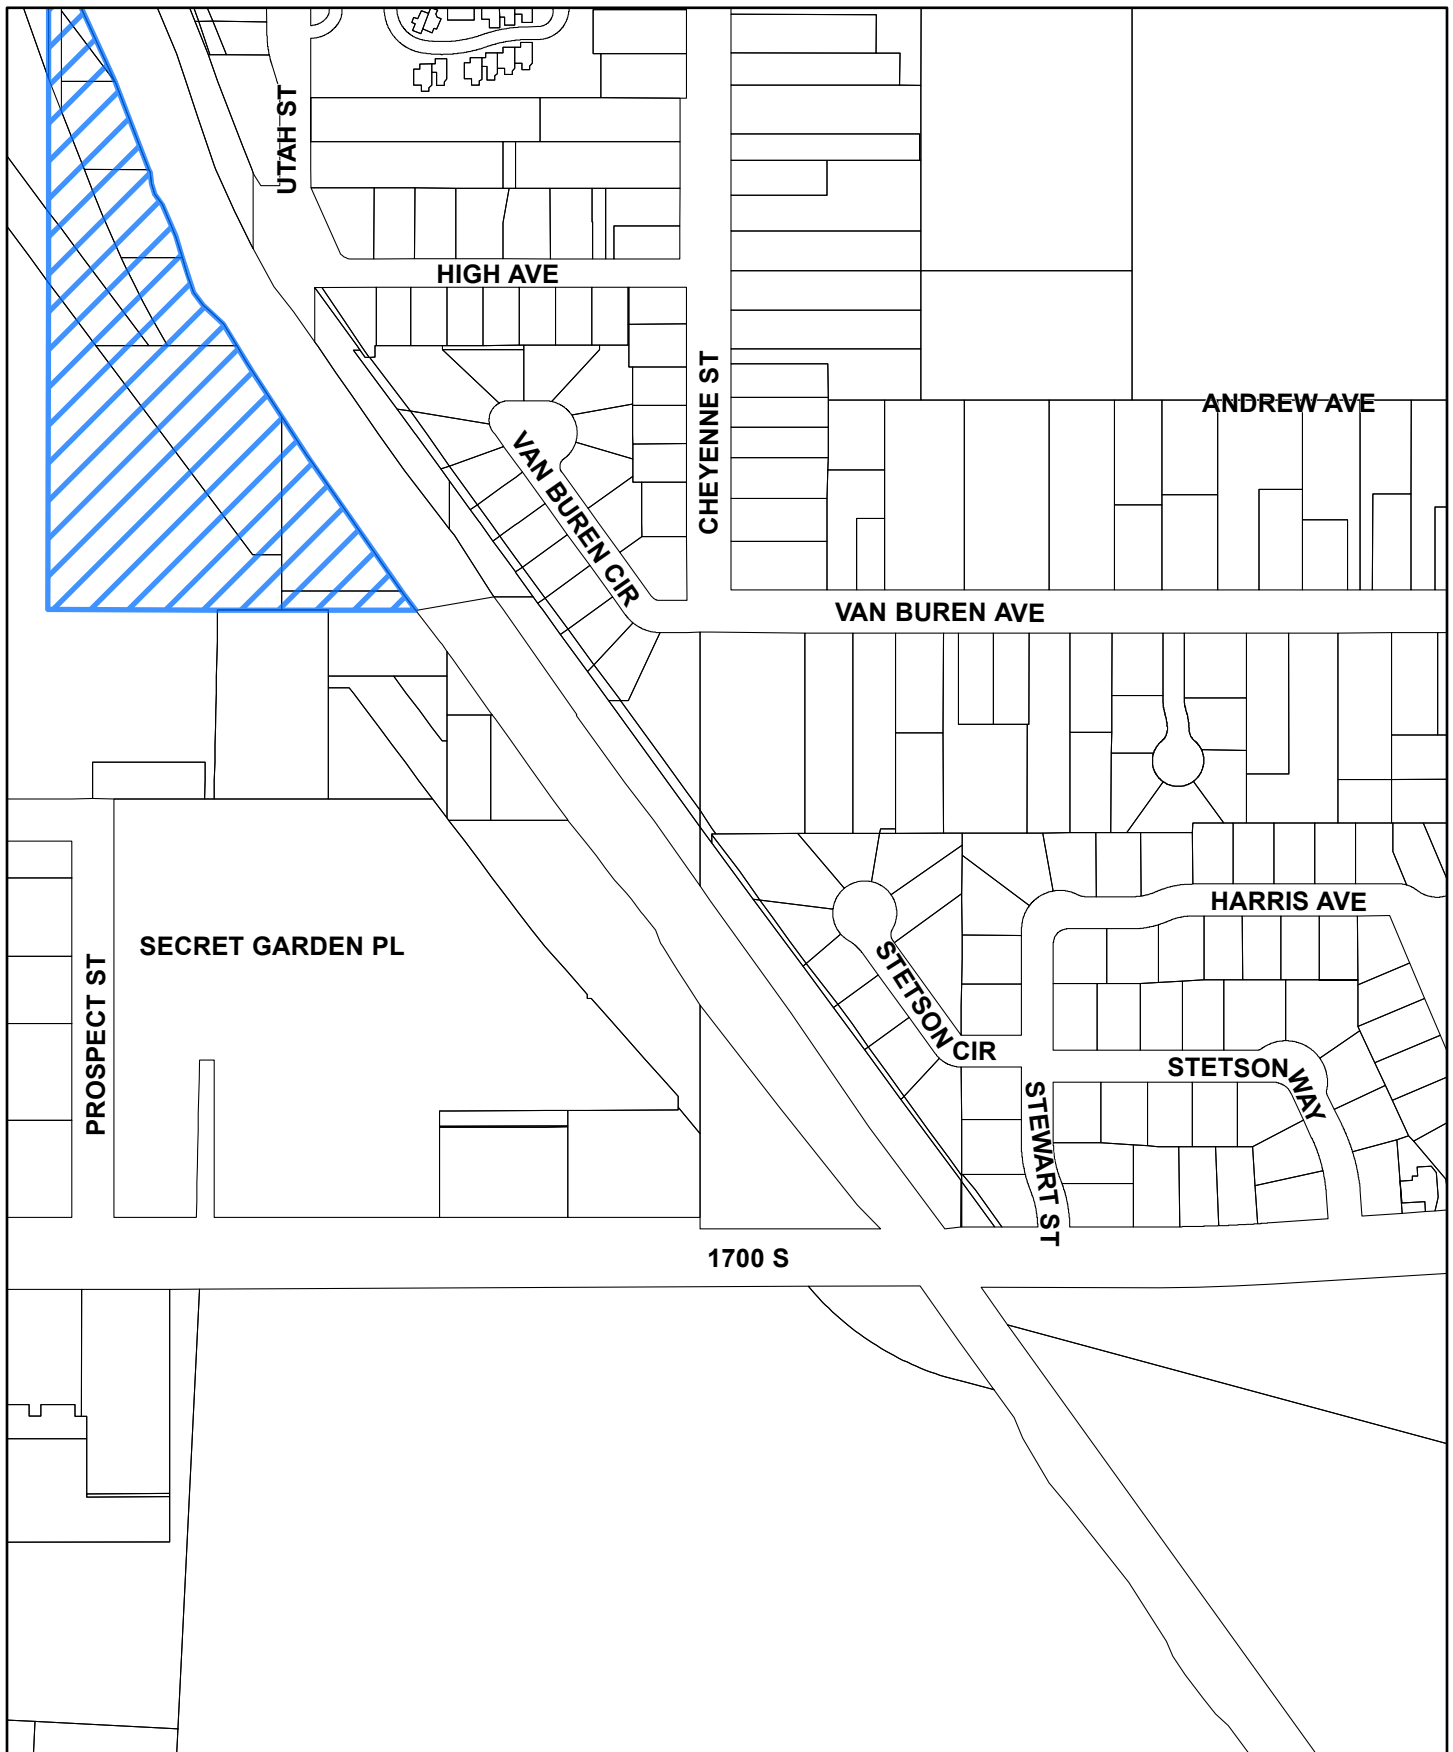 UTAH ST
HIGH AVE
CHEYENNE ST
ANDREW AVE
VAN BUREN CIR
VAN BUREN AVE
HARRIS AVE
SECRET GARDEN PL
PROSPECT ST
STETSON CIR
STETSON WAY
STEWART ST
1700 S